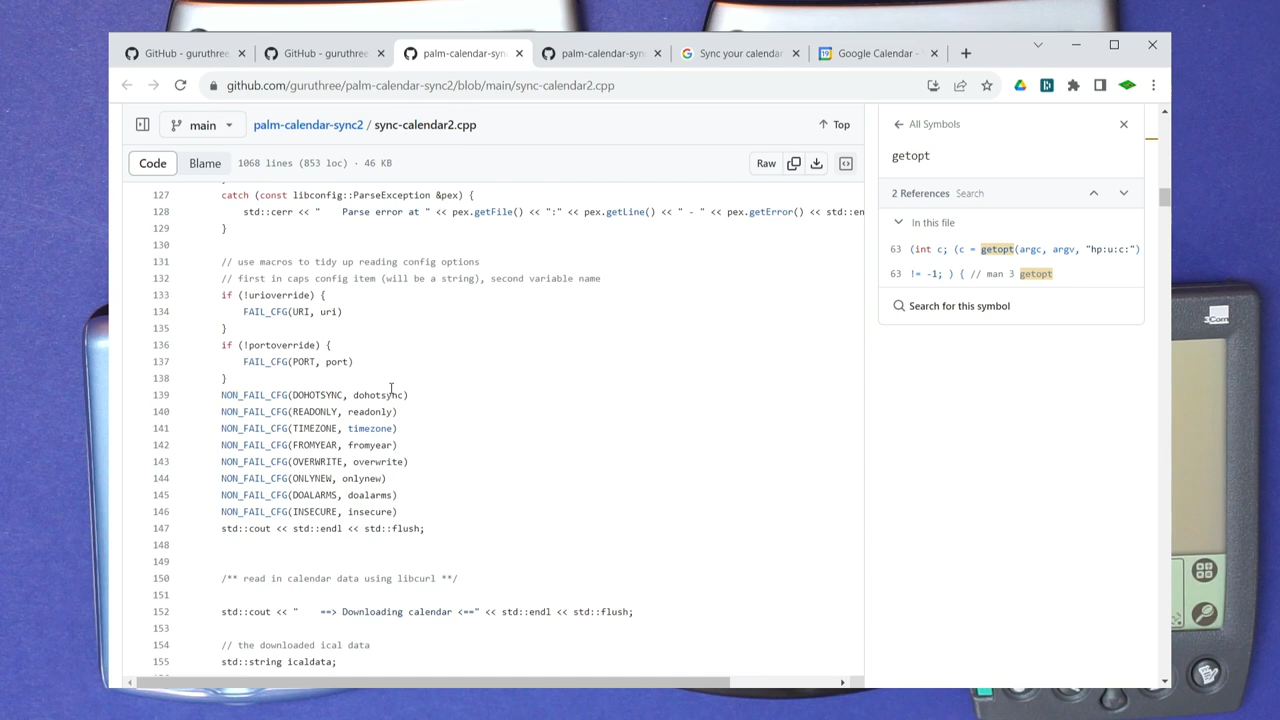 GitHub - guruthree
GitHub - guruthree
palm-calendar-syn
palm-calendar-syn
Sync your calenda
Google Calendar -
github.com/guruthree/palm-calendar-sync2/blob/main/sync-calendar2.cpp
main
palm-calendar-sync2 / sync-calendar2.cpp
Top
Code
Blame
1068 lines (853 loc) · 46 KB
Raw
127 catch (const libconfig::ParseException &pex) {
128 std::cerr << "    Parse error at " << pex.getFile() << ":" << pex.getLine() << " - " << pex.getError() << std::en
129 }
130
131 // use macros to tidy up reading config options
132 // first in caps config item (will be a string), second variable name
133 if (!urioverride) {
134 FAIL_CFG(URI, uri)
135 }
136 if (!portoverride) {
137 FAIL_CFG(PORT, port)
138 }
139 NON_FAIL_CFG(DOHOTSYNC, dohotsync)
140 NON_FAIL_CFG(READONLY, readonly)
141 NON_FAIL_CFG(TIMEZONE, timezone)
142 NON_FAIL_CFG(FROMYEAR, fromyear)
143 NON_FAIL_CFG(OVERWRITE, overwrite)
144 NON_FAIL_CFG(ONLYNEW, onlynew)
145 NON_FAIL_CFG(DOALARMS, doalarms)
146 NON_FAIL_CFG(INSECURE, insecure)
147 std::cout << std::endl << std::flush;
148
149
150 /** read in calendar data using libcurl **/
151
152 std::cout << "    ==> Downloading calendar <==" << std::endl << std::flush;
153
154 // the downloaded ical data
155 std::string icaldata;
All Symbols
getopt
2 References Search
In this file
63 (int c; (c = getopt(argc, argv, "hp:u:c:")
63 != -1; ) { // man 3 getopt
Search for this symbol
3Com